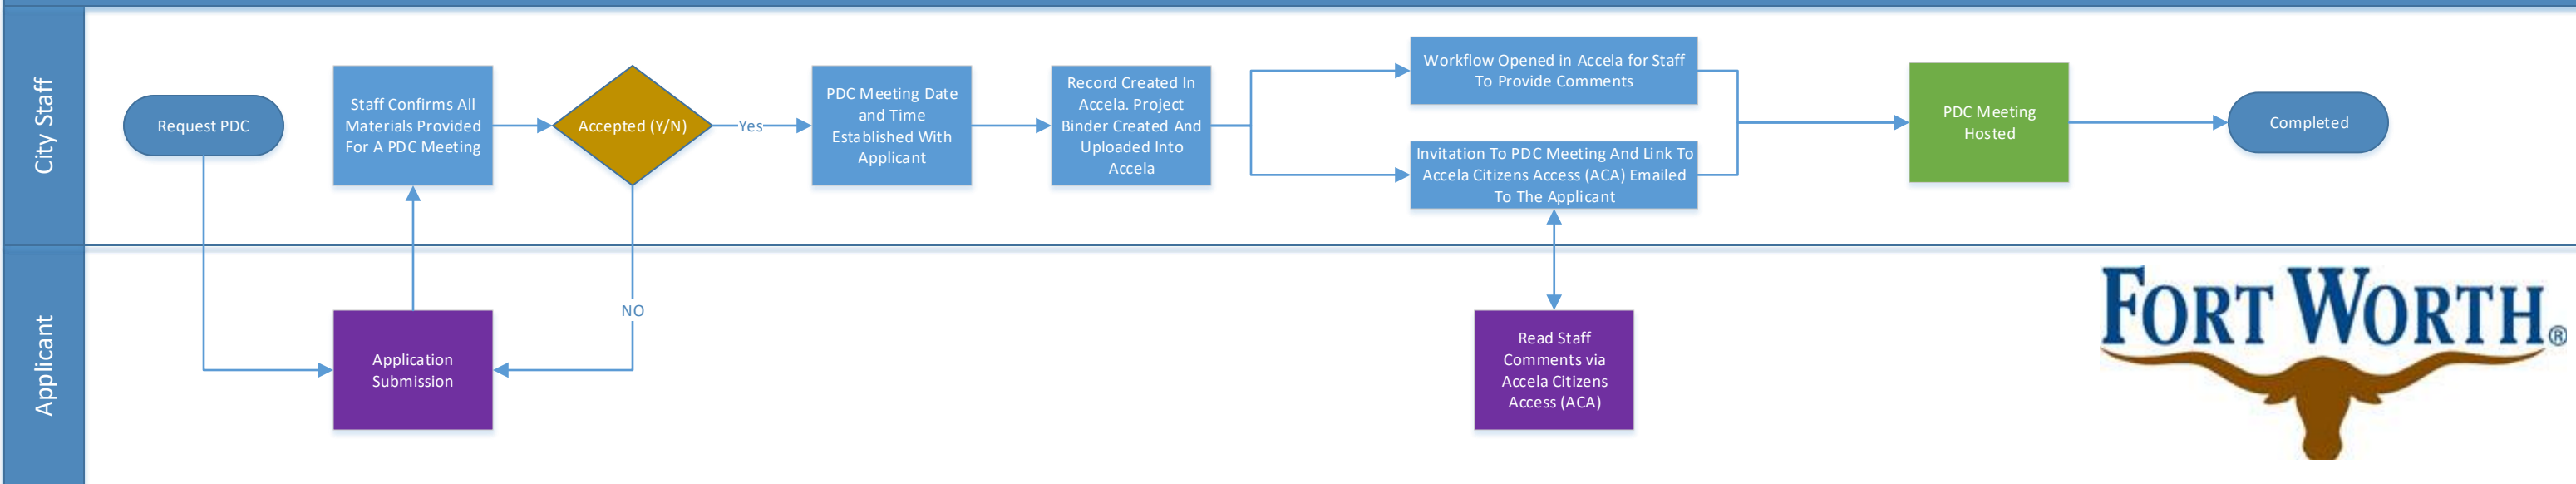 City Staff
Request PDC
Staff Confirms All
Materials Provided
For A PDC Meeting
Accepted (Y/N)
Yes
PDC Meeting Date
and Time
Established With
Applicant
Record Created In
Accela. Project
Binder Created And
Uploaded Into
Accela
Workflow Opened in Accela for Staff
To Provide Comments
Invitation To PDC Meeting And Link To
Accela Citizens Access (ACA) Emailed
To The Applicant
PDC Meeting
Hosted
Completed
Applicant
Application
Submission
NO
Read Staff
Comments via
Accela Citizens
Access (ACA)
FORT WORTH®